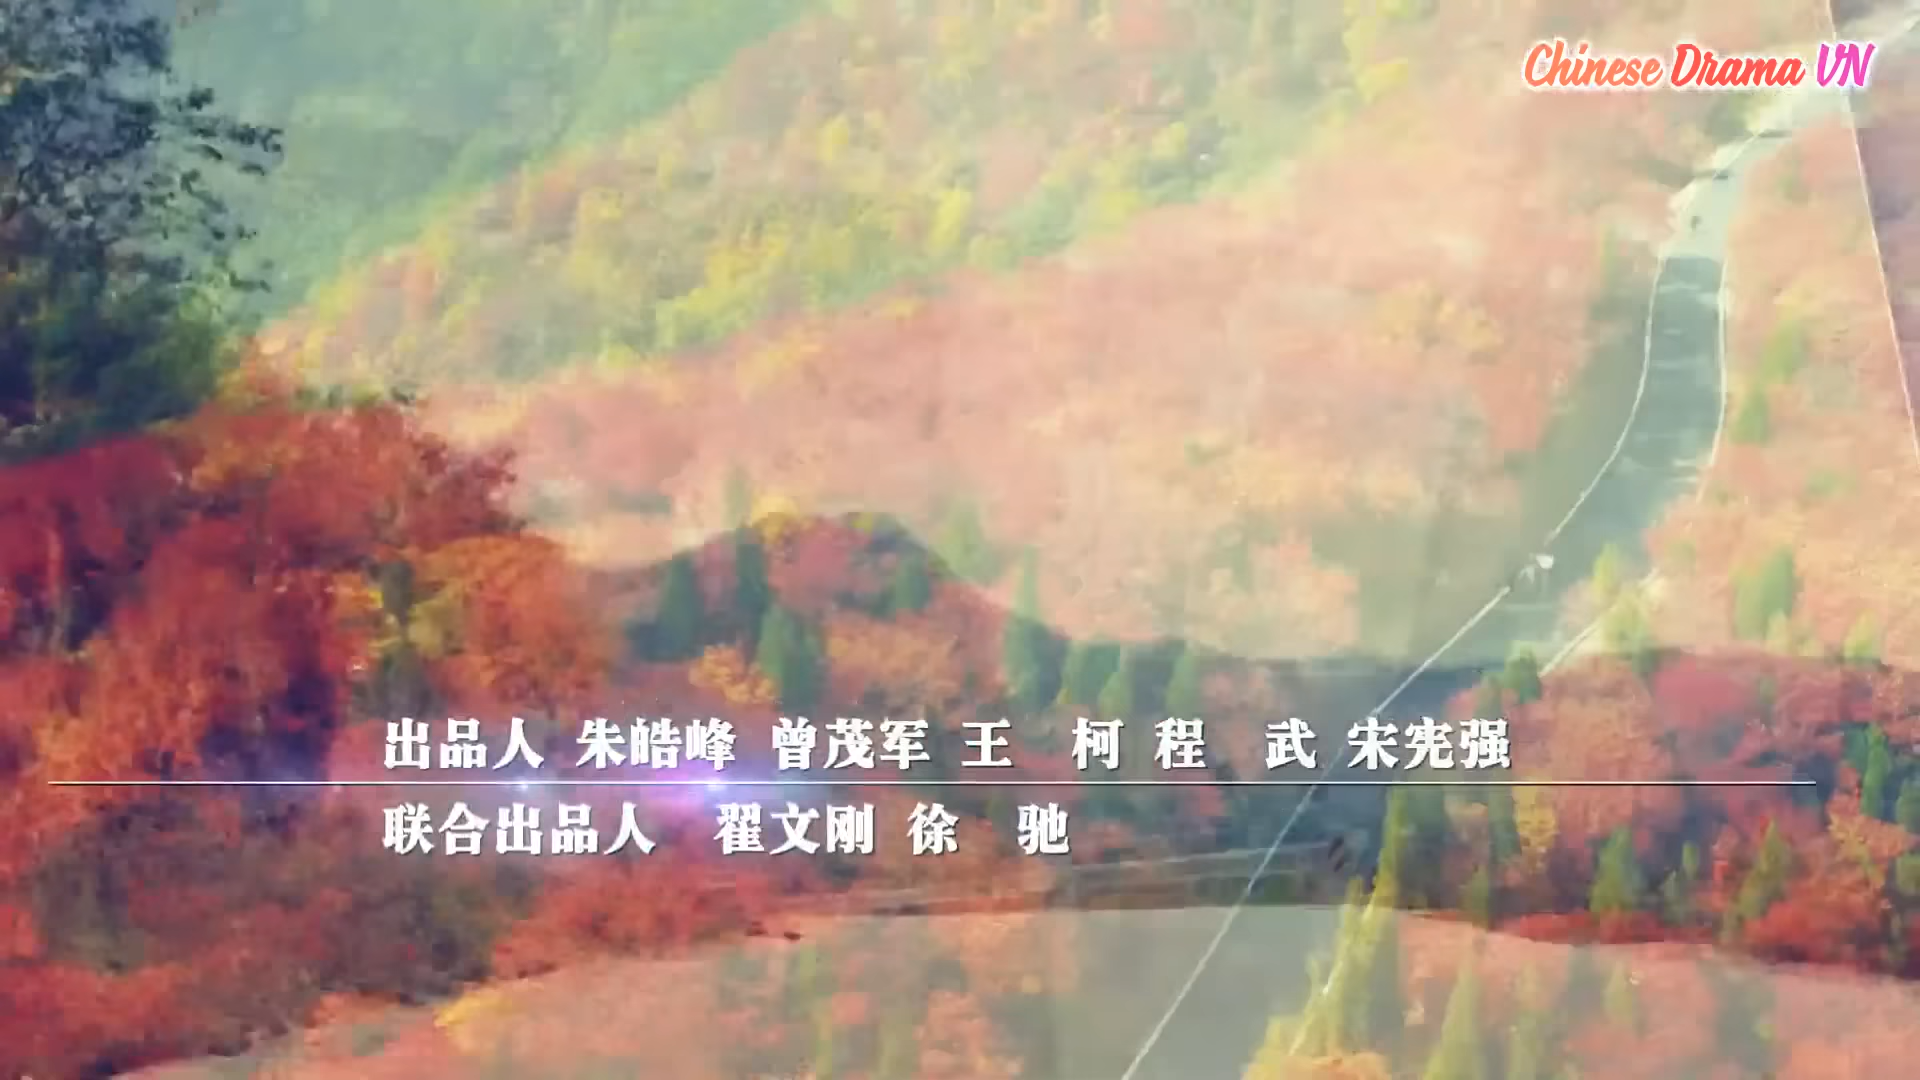 Chinese Drama VN
出品人 朱皓峰 曾茂军 王 柯 程 武 宋宪强
联合出品人 翟文刚 徐 驰